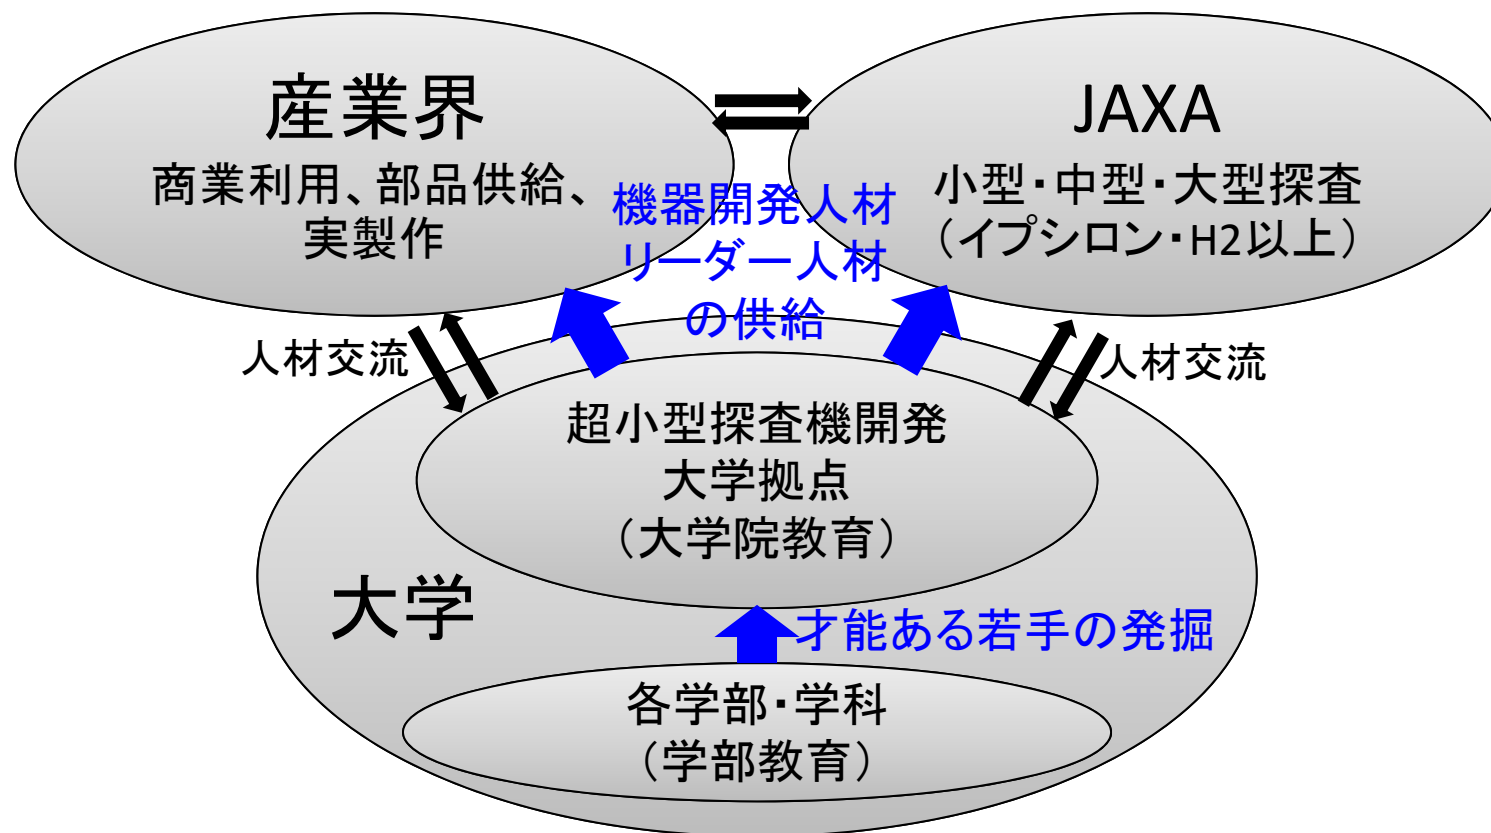 産業界
商業利用、部品供給、
実製作
JAXA
小型・中型・大型探査
（イプシロン・H2以上）
機器開発人材
リーダー人材
の供給
人材交流
人材交流
超小型探査機開発
大学拠点
（大学院教育）
大学
才能ある若手の発掘
各学部・学科
（学部教育）